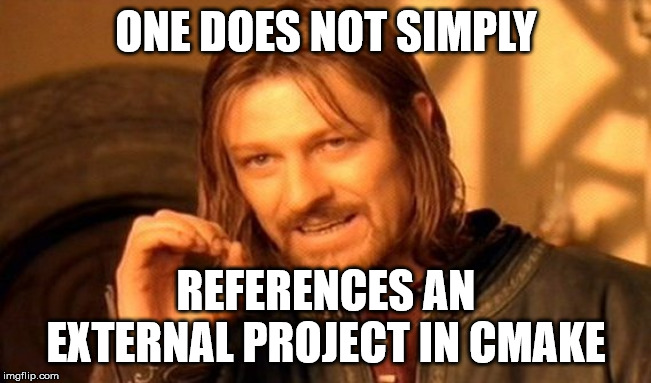 ONE DOES NOT SIMPLY
REFERENCES AN
EXTERNAL PROJECT IN CMAKE
imgflip.com